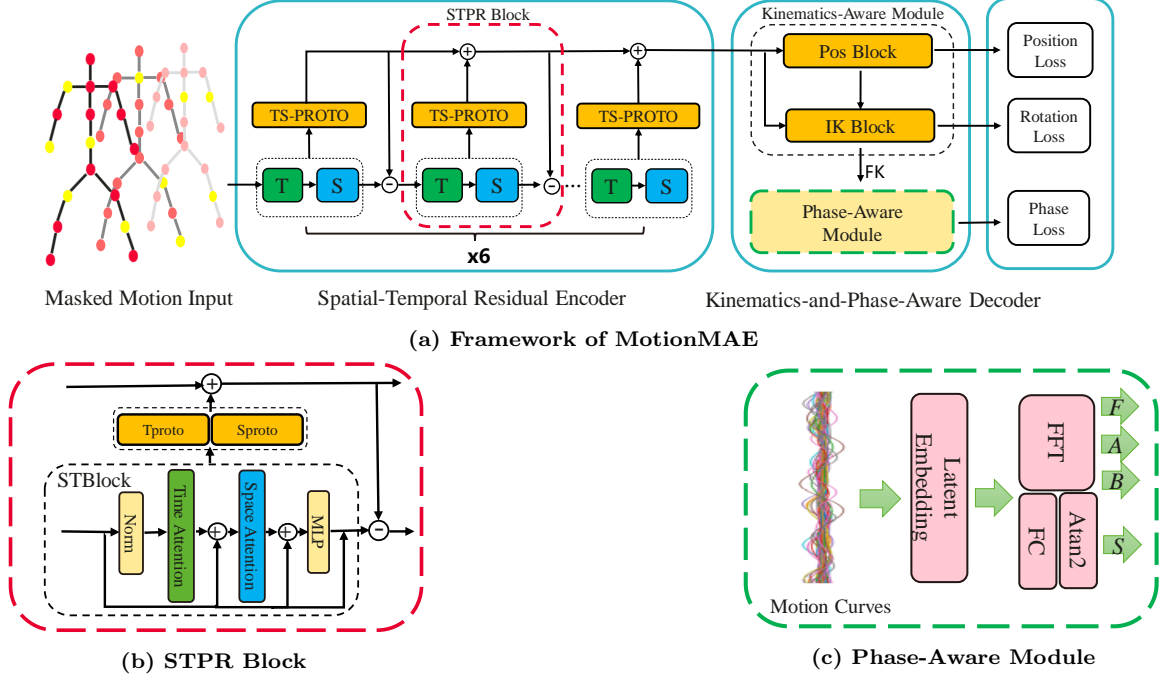 STPR Block
Kinematics-Aware Module
Pos Block
Position
Loss
TS-PROTO
TS-PROTO
TS-PROTO
IK Block
Rotation
Loss
FK
T
S
T
S
...
T
S
Phase-Aware
Module
Phase
Loss
x6
Masked Motion Input
Spatial-Temporal Residual Encoder
Kinematics-and-Phase-Aware Decoder
(a) Framework of MotionMAE
Tproto
Sproto
STBlock
Norm
Time Attention
Space Attention
MLP
(b) STPR Block
Motion Curves
Latent
Embedding
FFT
FC
Atan2
F
A
B
S
(c) Phase-Aware Module